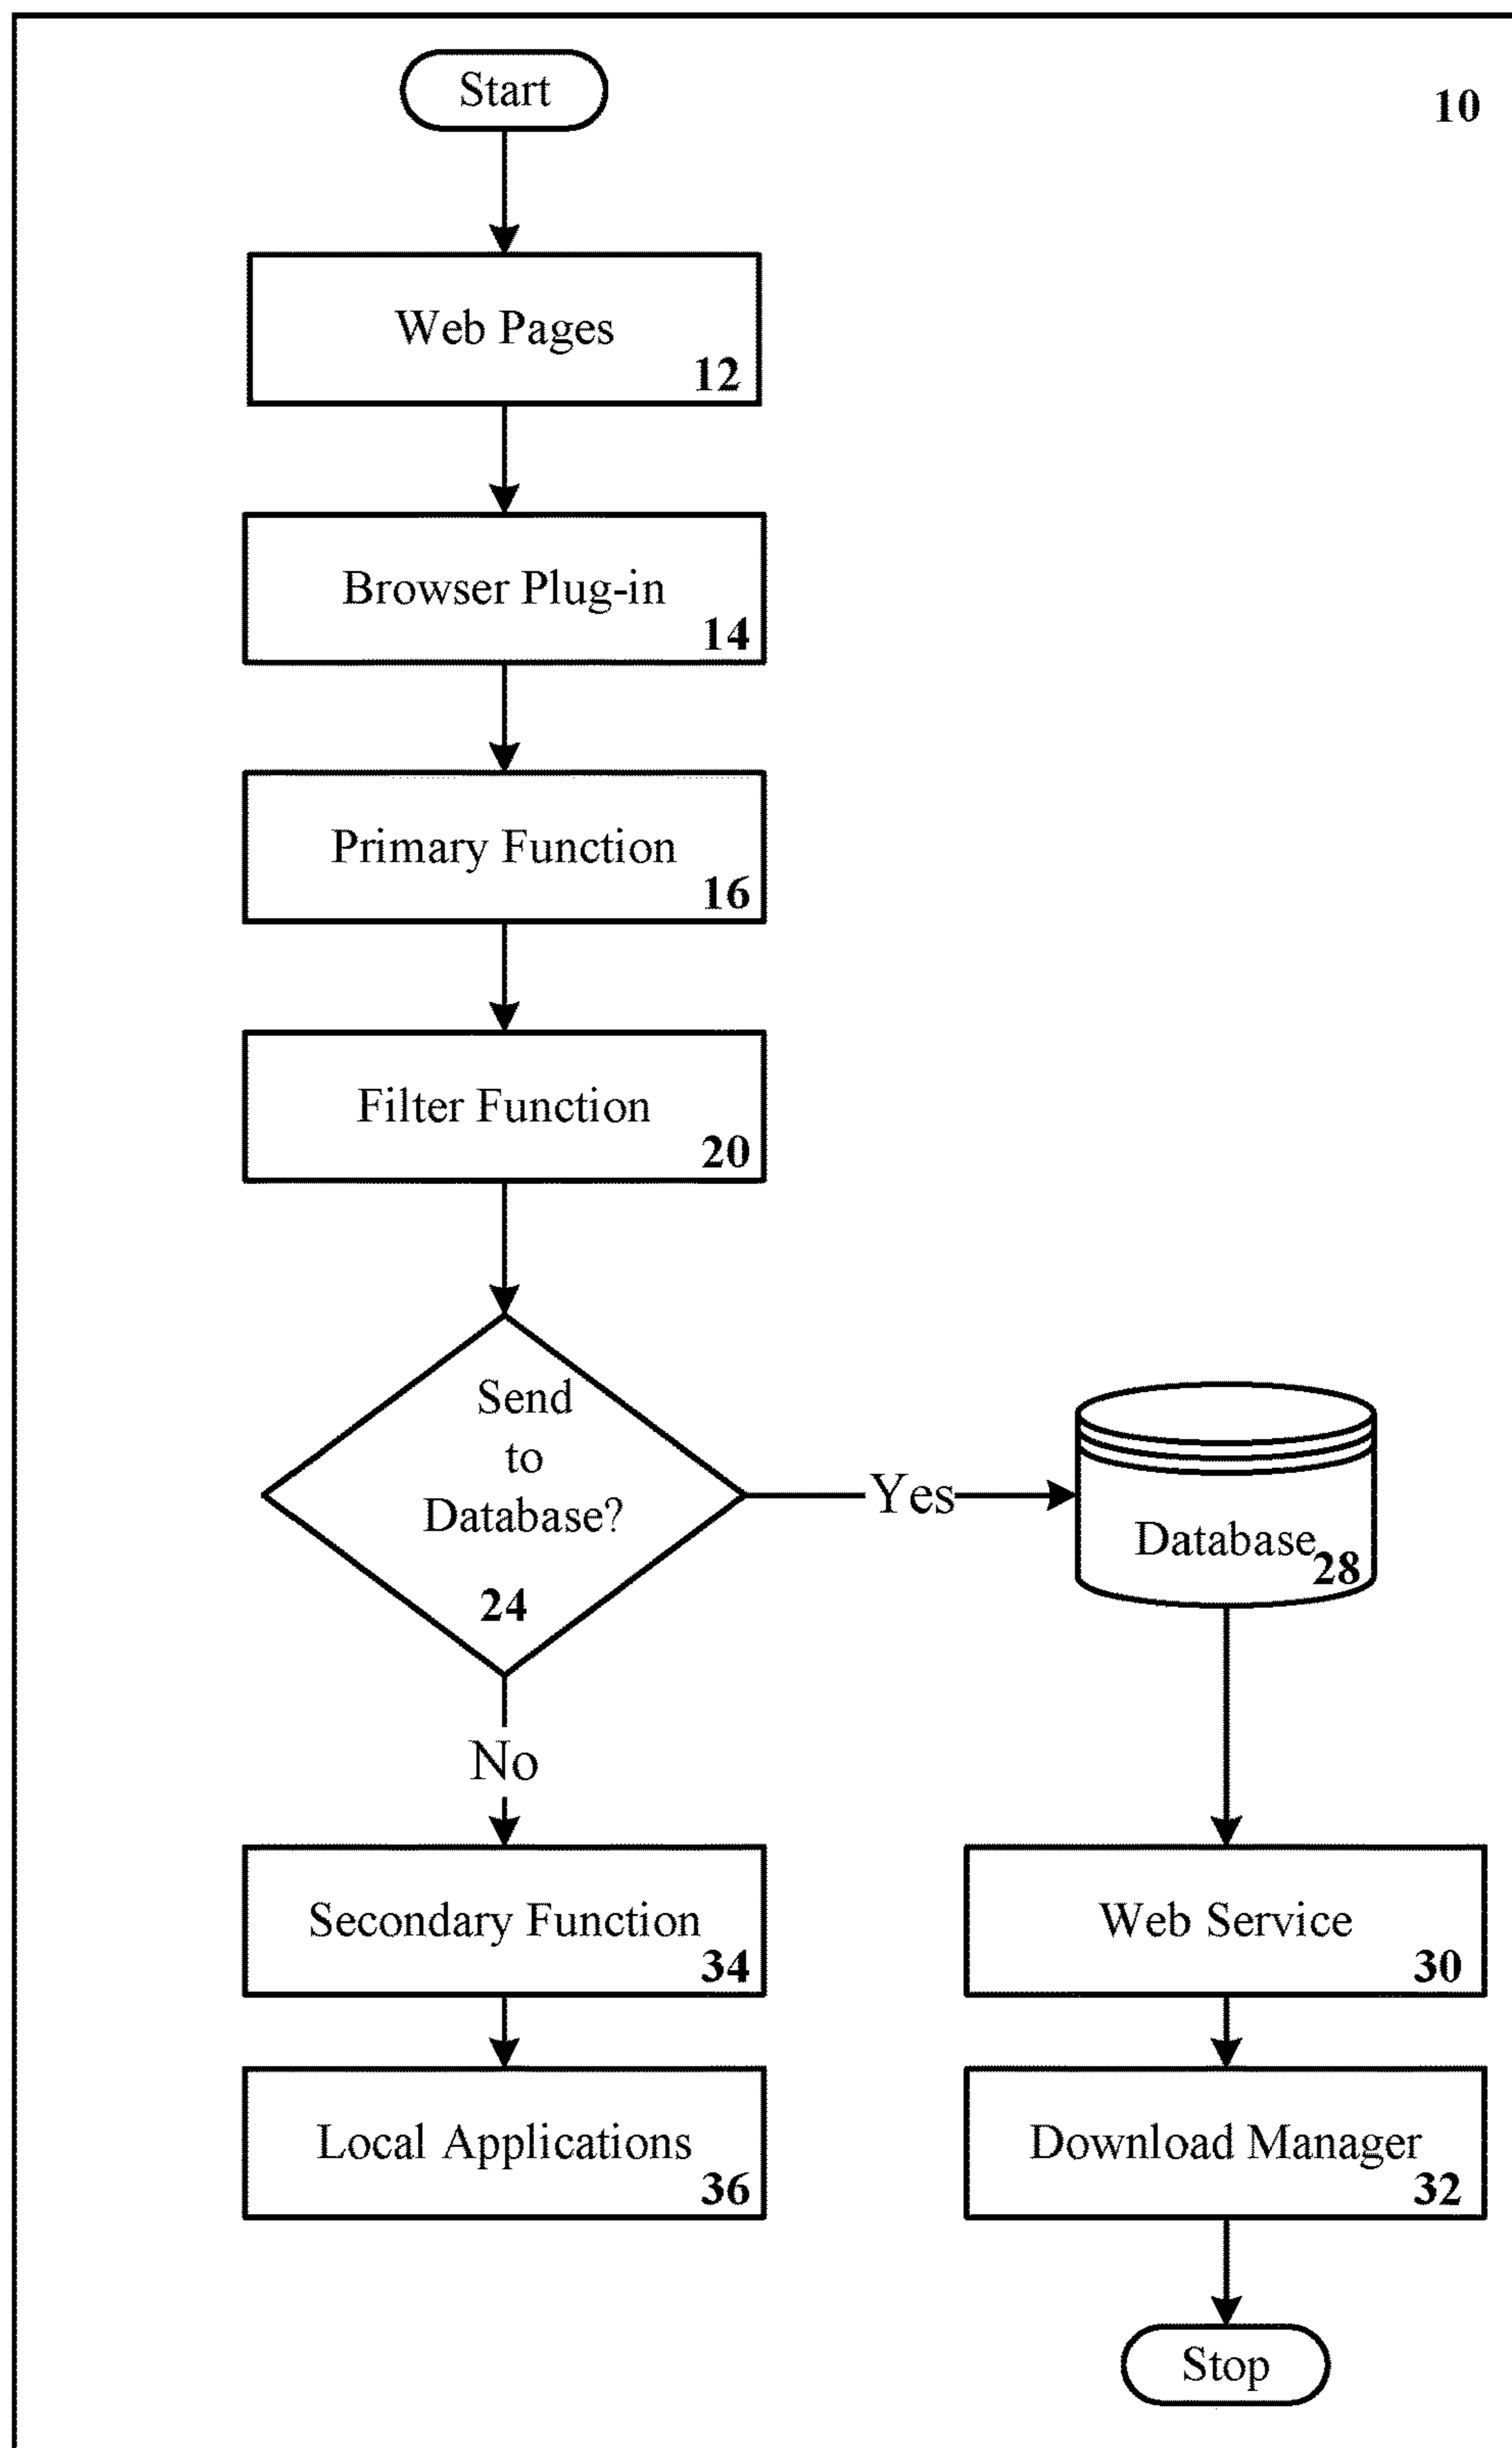 Start
10
Web Pages
12
Browser Plug-in
14
Primary Function
16
Filter Function
20
Send
to
Database?
24
Yes
Database
28
No
Secondary Function
34
Web Service
30
Local Applications
36
Download Manager
32
Stop